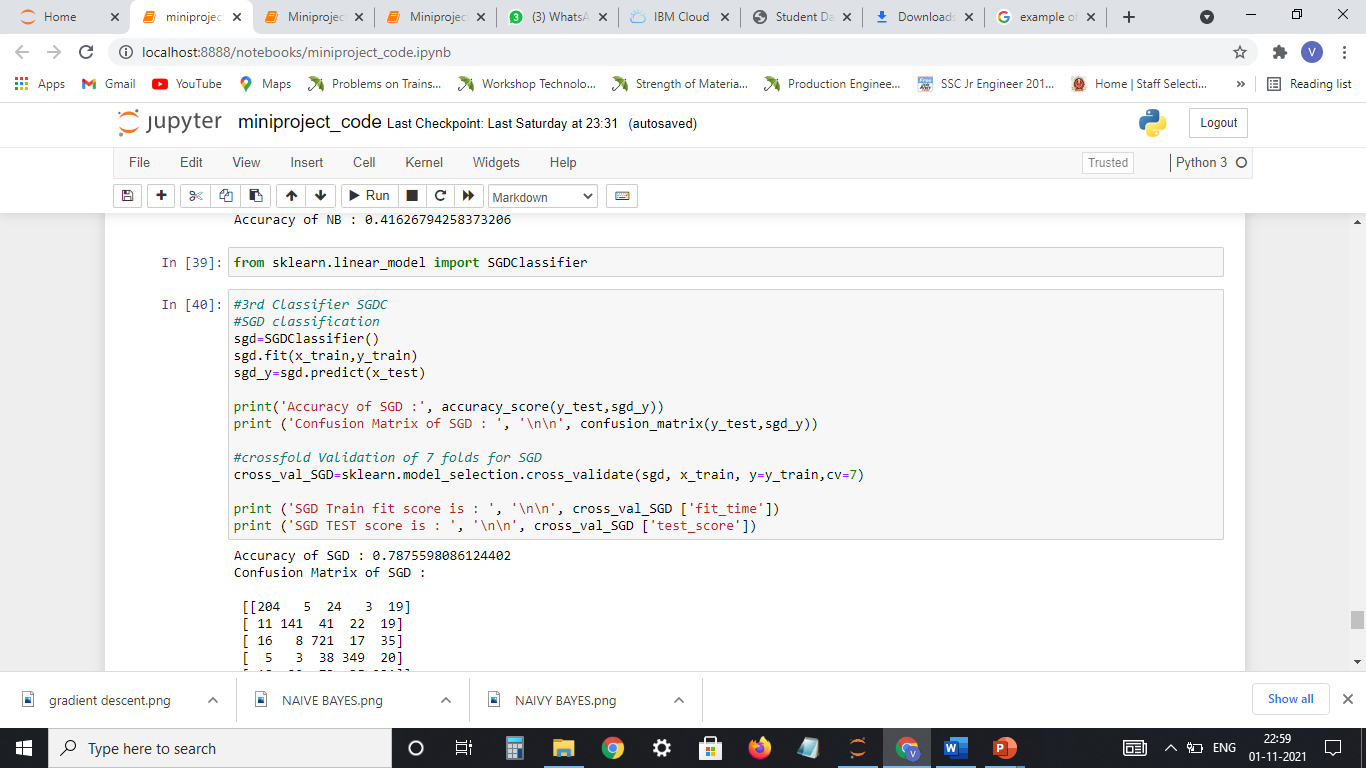 Home
miniproject
Miniprojec
Miniprojec
(3) WhatsA
IBM Cloud
Student Da
Downloads
example of
localhost:8888/notebooks/miniproject_code.ipynb
V
Apps
Gmail
YouTube
Maps
Problems on Trains...
Workshop Technolo...
Strength of Materia...
Production Enginee...
SSC Jr Engineer 201...
Home | Staff Selecti...
»
Reading list
jupyter miniproject_code Last Checkpoint: Last Saturday at 23:31 (autosaved)
Logout
File Edit View Insert Cell Kernel Widgets Help
Trusted
Python 3
Run
Markdown
Accuracy of NB : 0.41626794258373206
In [39]: from sklearn.linear_model import SGDClassifier
In [40]: #3rd Classifier SGDC
#SGD classification
sgd=SGDClassifier()
sgd.fit(x_train,y_train)
sgd_y=sgd.predict(x_test)
print('Accuracy of SGD :', accuracy_score(y_test,sgd_y))
print ('Confusion Matrix of SGD : ', '\n\n', confusion_matrix(y_test,sgd_y))
#crossfold Validation of 7 folds for SGD
cross_val_SGD=sklearn.model_selection.cross_validate(sgd, x_train, y=y_train,cv=7)
print ('SGD Train fit score is : ', '\n\n', cross_val_SGD ['fit_time'])
print ('SGD TEST score is : ', '\n\n', cross_val_SGD ['test_score'])
Accuracy of SGD : 0.7875598086124402
Confusion Matrix of SGD :
[[204 5 24 3 19]
[ 11 141 41 22 19]
[ 16 8 721 17 35]
[ 5 3 38 349 20]
gradient descent.png
NAIVE BAYES.png
NAIVY BAYES.png
Show all
Type here to search
V
W
P
ENG
22:59
01-11-2021